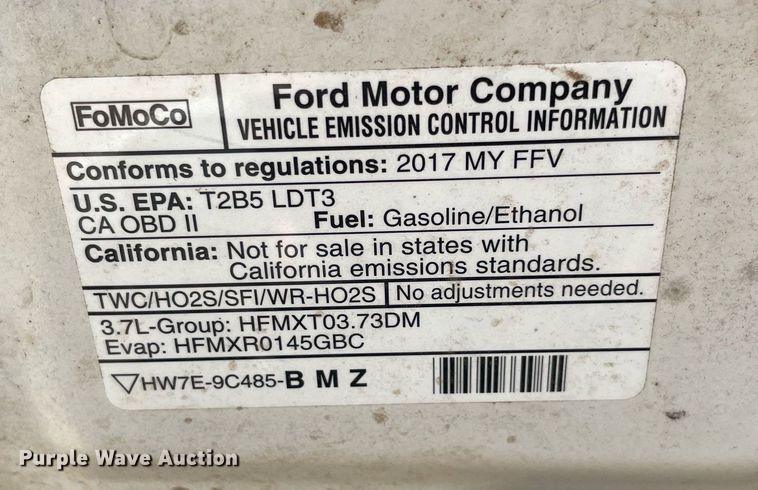 FoMoCo
Ford Motor Company
VEHICLE EMISSION CONTROL INFORMATION
Conforms to regulations: 2017 MY FFV
U.S. EPA: T2B5 LDT3
CA OBD II Fuel: Gasoline/Ethanol
California: Not for sale in states with
California emissions standards.
TWC/HO2S/SFI/WR-HO2S No adjustments needed.
3.7L-Group: HFMXT03.73DM
Evap: HFMXR0145GBC
HW7E-9C485-B M Z
Purple Wave Auction